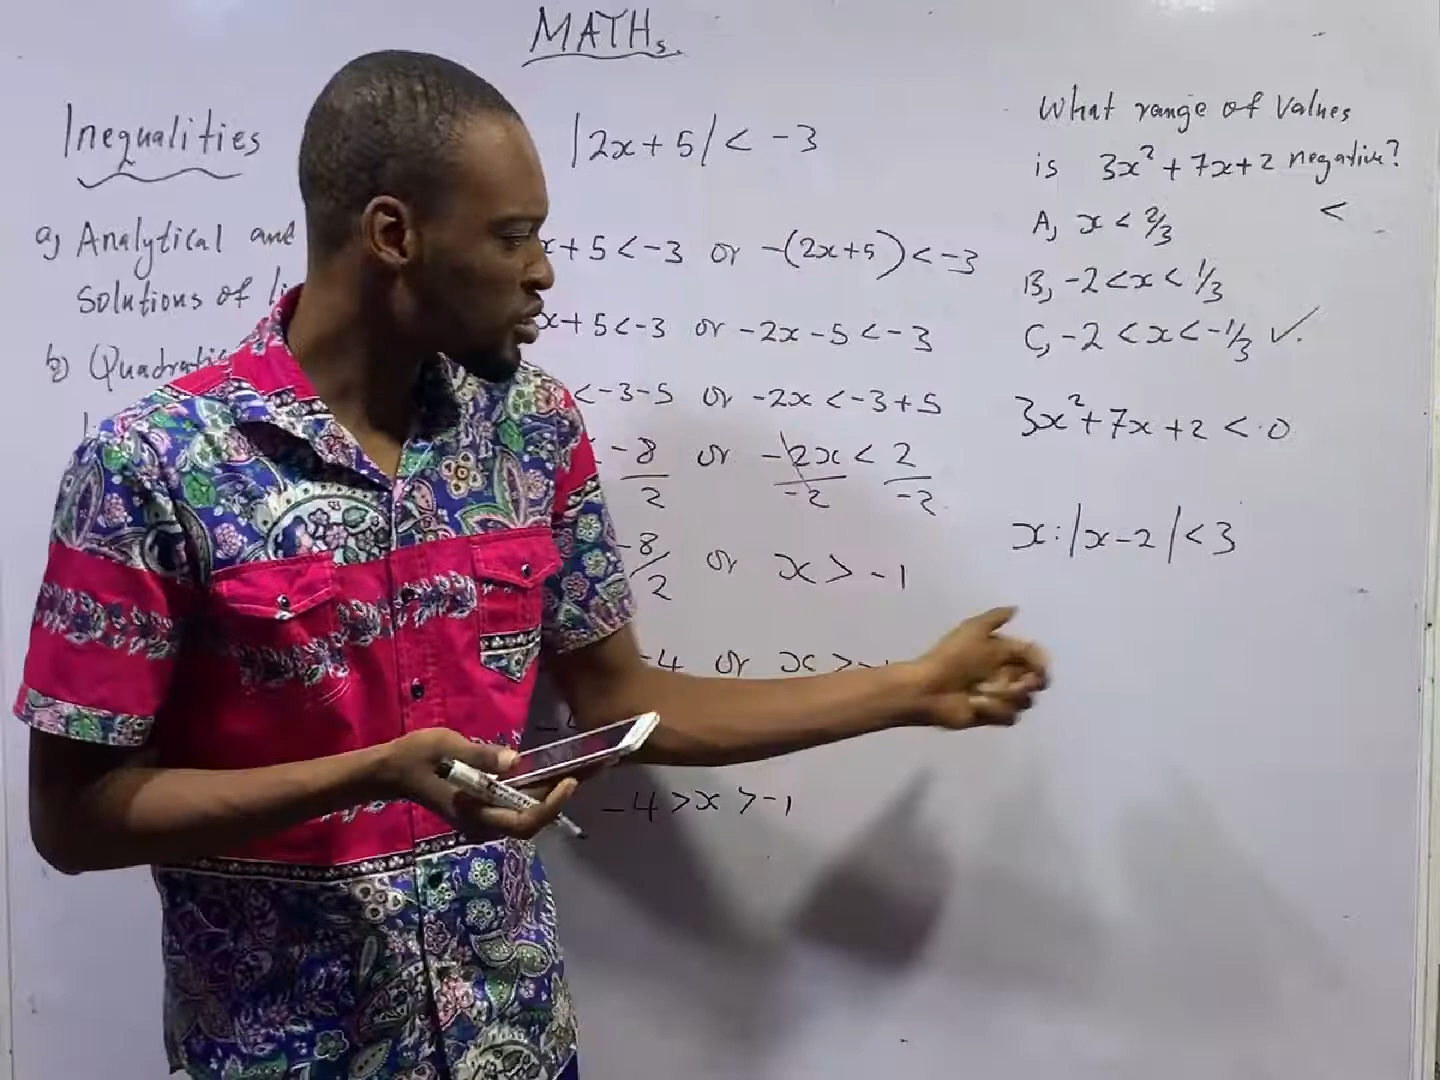 MATHs.
Inequalities
a) Analytical and
Solutions of li
b) Quadratic
|2x+5|< -3
x+5<-3 or -(2x+5)<-3
x+5<-3 or -2x-5<-3
<-3-5 or -2x<-3+5
-8/2 or -2x/-2 < 2/-2
-8/2 or x>-1
-4 or x>-1
-4>x>-1
What range of values
is 3x²+7x+2 negative?
<
A, x<2/3
B, -2<x<1/3
C, -2<x<-1/3 ✓.
3x²+7x+2<0
x:|x-2|<3